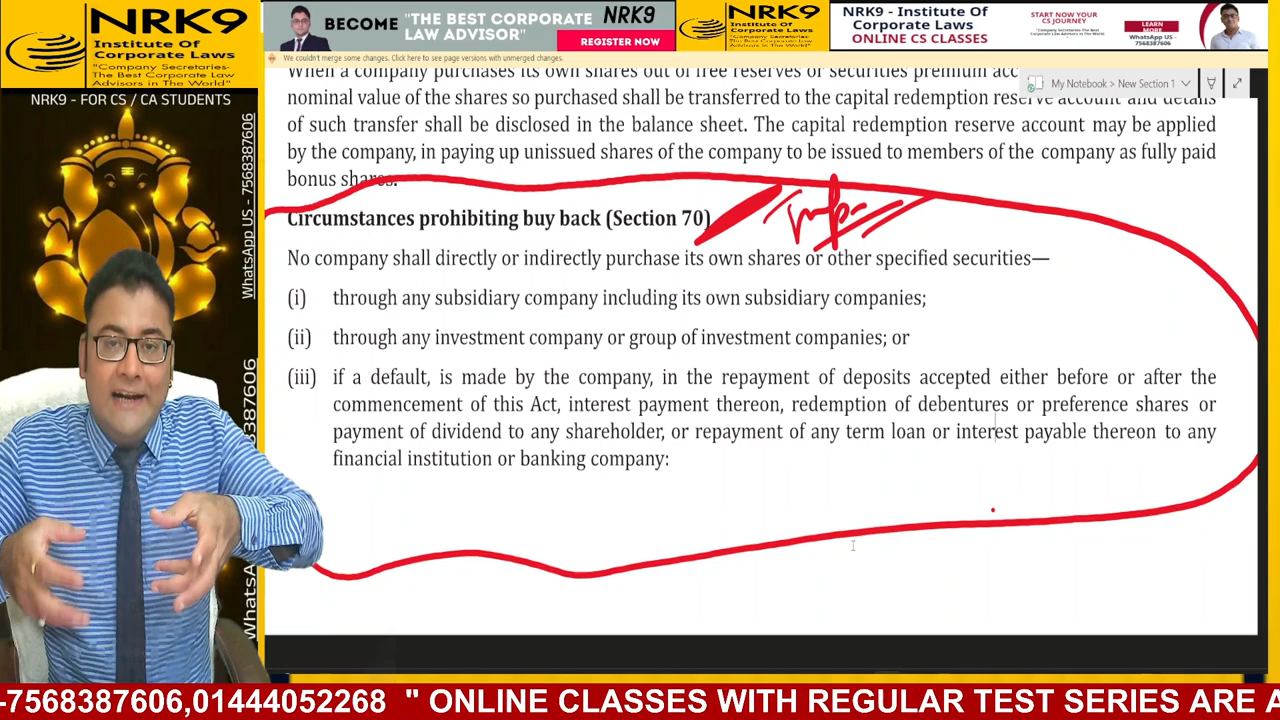 NRK9
Institute Of
Corporate Laws
"Company Secretaries-
The Best Corporate Law
Advisors in The World"
NRK9 - FOR CS / CA STUDENTS
WhatsApp US - 7568387606
BECOME "THE BEST CORPORATE
LAW ADVISOR"
NRK9
REGISTER NOW
NRK9
Institute Of
Corporate Laws
NRK9 - Institute Of
Corporate Laws
ONLINE CS CLASSES
START NOW YOUR
CS JOURNEY
LEARN
MORE
WhatsApp US -
7568387606
We couldn't merge some changes. Click here to see page versions with unmerged changes.
My Notebook > New Section 1
When a company purchases its own shares out of free reserves or securities premium acc
nominal value of the shares so purchased shall be transferred to the capital redemption reserve account and details
of such transfer shall be disclosed in the balance sheet. The capital redemption reserve account may be applied
by the company, in paying up unissued shares of the company to be issued to members of the company as fully paid
bonus shares.
Circumstances prohibiting buy back (Section 70)
Imp
No company shall directly or indirectly purchase its own shares or other specified securities—
(i) through any subsidiary company including its own subsidiary companies;
(ii) through any investment company or group of investment companies; or
(iii) if a default, is made by the company, in the repayment of deposits accepted either before or after the
commencement of this Act, interest payment thereon, redemption of debentures or preference shares or
payment of dividend to any shareholder, or repayment of any term loan or interest payable thereon to any
financial institution or banking company:
WhatsA
8387606
-7568387606,01444052268 " ONLINE CLASSES WITH REGULAR TEST SERIES ARE A